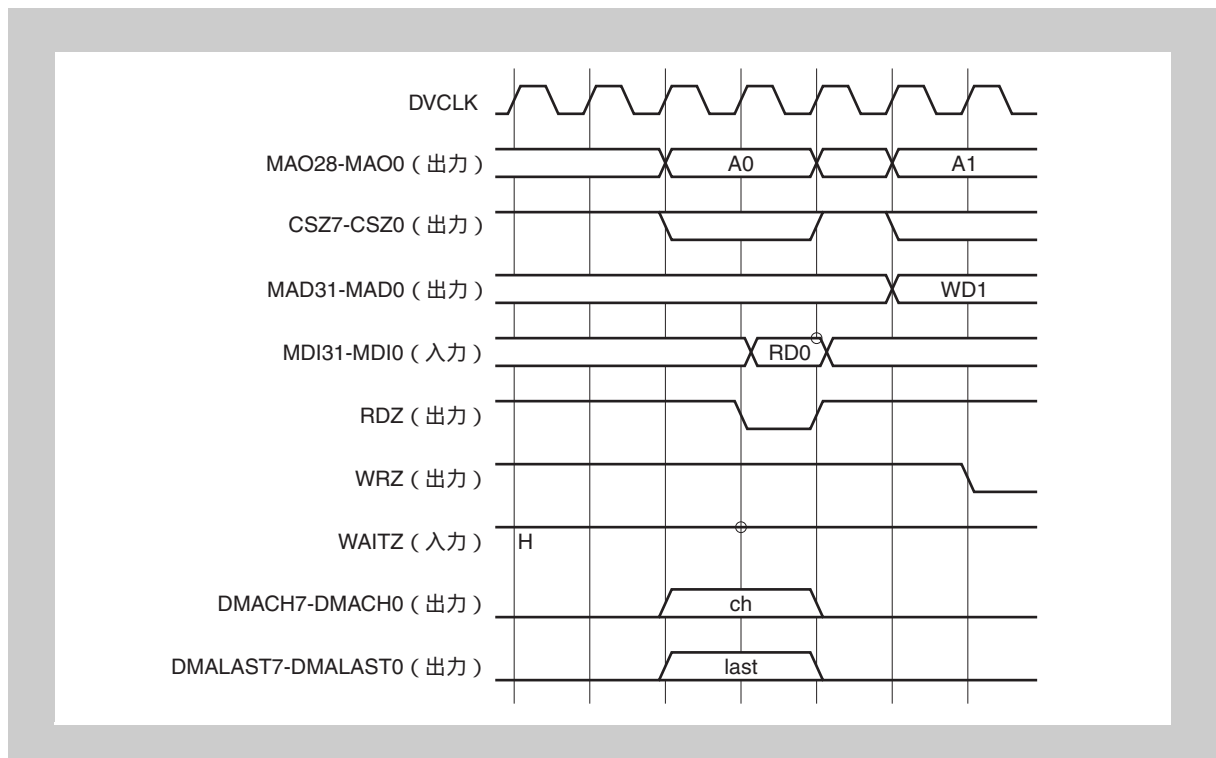 DVCLK
MAO28-MAO0（出力）
A0
A1
CSZ7-CSZ0（出力）
MAD31-MAD0（出力）
WD1
MDI31-MDI0（入力）
RD0
RDZ（出力）
WRZ（出力）
WAITZ（入力）
H
DMACH7-DMACH0（出力）
ch
DMALAST7-DMALAST0（出力）
last